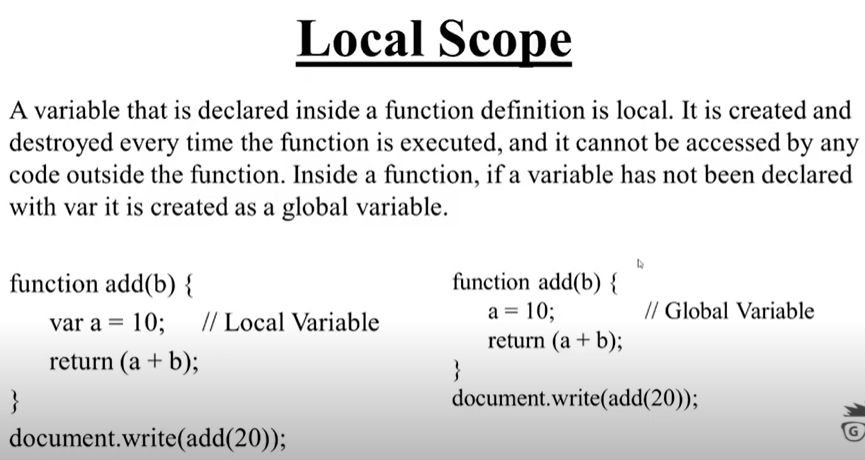 Local Scope
A variable that is declared inside a function definition is local. It is created and
destroyed every time the function is executed, and it cannot be accessed by any
code outside the function. Inside a function, if a variable has not been declared
with var it is created as a global variable.
function add(b) {
var a = 10; // Local Variable
return (a + b);
}
document.write(add(20));
function add(b) {
a = 10; // Global Variable
return (a + b);
}
document.write(add(20));
G